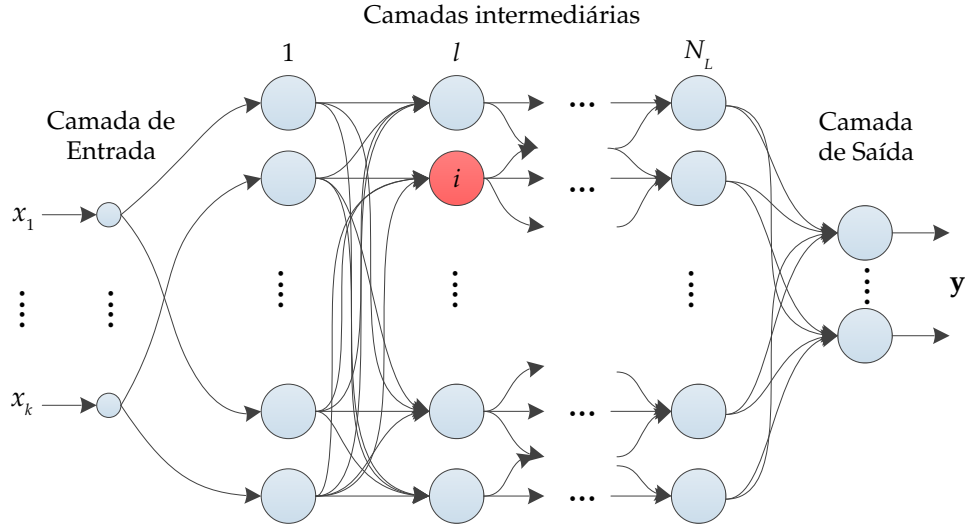 Camadas intermediárias
1
l
N_L
Camada de
Entrada
Camada
de Saída
i
x_1
x_k
y